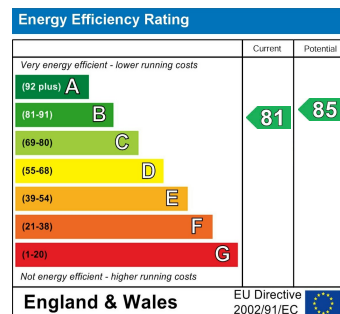 Energy Efficiency Rating
Current Potential
Very energy efficient - lower running costs
(92 plus) A
(81-91) B
(69-80) C
(55-68) D
(39-54) E
(21-38) F
(1-20) G
81
85
Not energy efficient - higher running costs
England & Wales
EU Directive
2002/91/EC